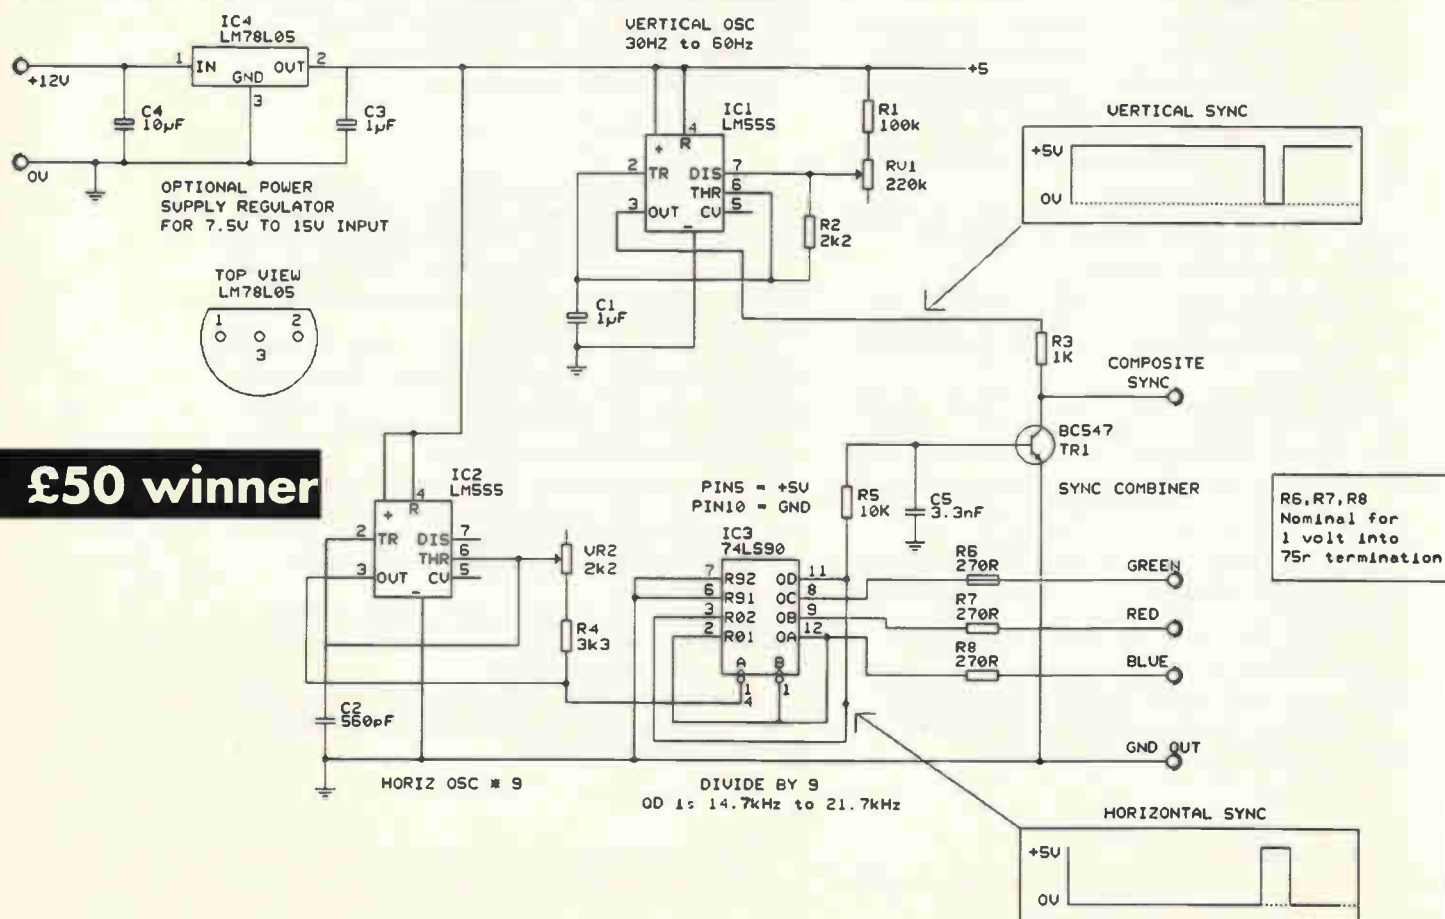 IC4
LM78L05
1
IN
OUT
2
GND
3
+12V
C4
10µF
C3
1µF
0V
OPTIONAL POWER
SUPPLY REGULATOR
FOR 7.5V TO 15V INPUT
TOP VIEW
LM78L05
1
2
3
VERTICAL OSC
30HZ to 60Hz
+5
IC1
LM555
4
+
R
2
TR
DIS
7
THR
6
3
OUT
CV
5
-
R1
100k
RV1
220k
R2
2k2
C1
1µF
VERTICAL SYNC
+5V
0V
R3
1K
COMPOSITE
SYNC
BC547
TR1
SYNC COMBINER
£50 winner
IC2
LM555
4
+
R
2
TR
DIS
7
THR
6
3
OUT
CV
5
-
VR2
2k2
R4
3k3
C2
560pF
HORIZ OSC * 9
PIN5 = +5V
PIN10 = GND
IC3
74LS90
7
R92
OD
11
6
R91
OC
8
3
R02
OB
9
2
R01
OA
12
A
B
1
4
1
R5
10K
C5
3.3nF
R6
270R
GREEN
R7
270R
RED
R8
270R
BLUE
GND OUT
R6,R7,R8
Nominal for
1 volt into
75r termination
DIVIDE BY 9
OD is 14.7kHz to 21.7kHz
HORIZONTAL SYNC
+5V
0V